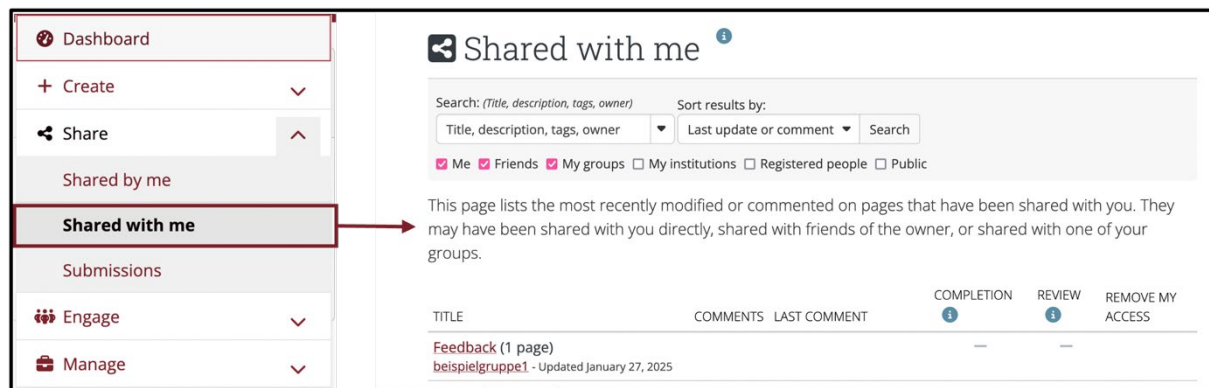 Dashboard
Create
Share
Shared by me
Shared with me
Submissions
Engage
Manage
Shared with me
Search: (Title, description, tags, owner) Sort results by:
Title, description, tags, owner Last update or comment Search
Me Friends My groups My institutions Registered people Public
This page lists the most recently modified or commented on pages that have been shared with you. They
may have been shared with you directly, shared with friends of the owner, or shared with one of your
groups.
TITLE COMMENTS LAST COMMENT COMPLETION REVIEW REMOVE MY
ACCESS
Feedback (1 page)
beispielgruppe1 - Updated January 27, 2025